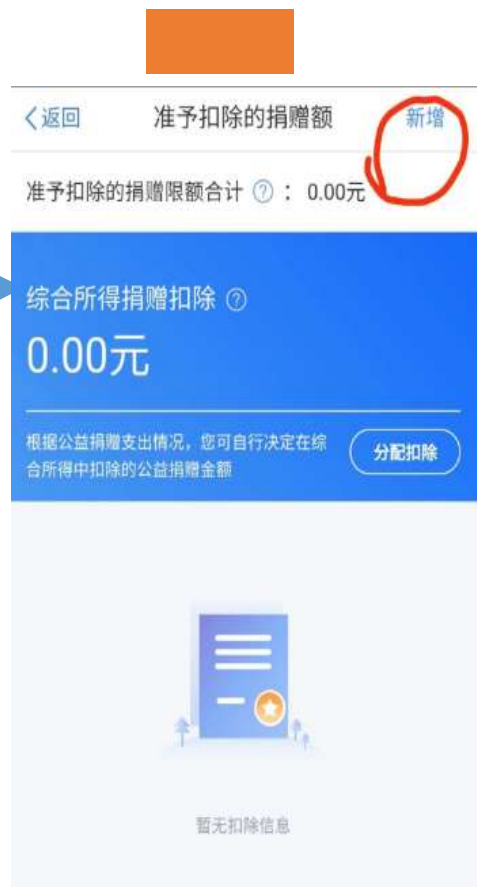 返回 准予扣除的捐赠额 新增
准予扣除的捐赠限额合计 ?： 0.00元
综合所得捐赠扣除 ?
0.00元
根据公益捐赠支出情况，您可自行决定在综
合所得中扣除的公益捐赠金额
分配扣除
暂无扣除信息